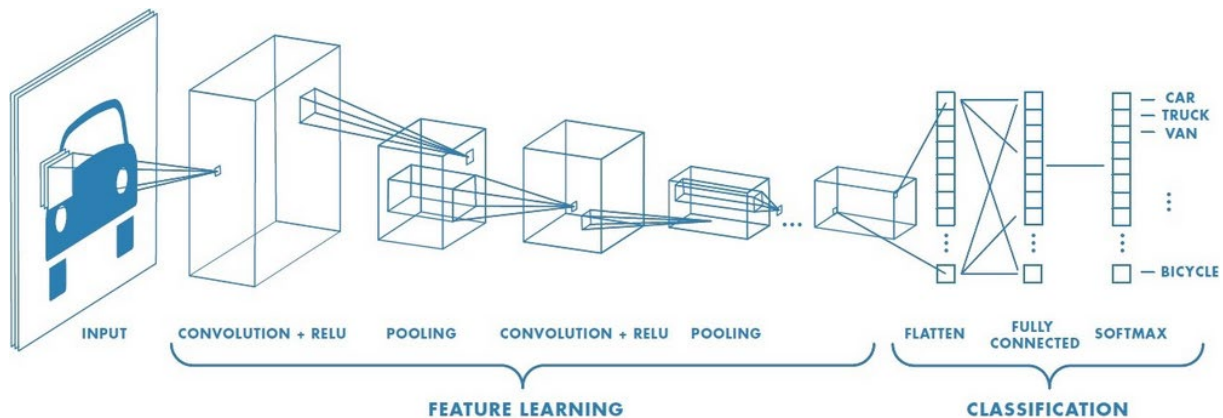 CAR
TRUCK
VAN
BICYCLE
INPUT
CONVOLUTION + RELU
POOLING
CONVOLUTION + RELU
POOLING
FLATTEN
FULLY
CONNECTED
SOFTMAX
FEATURE LEARNING
CLASSIFICATION